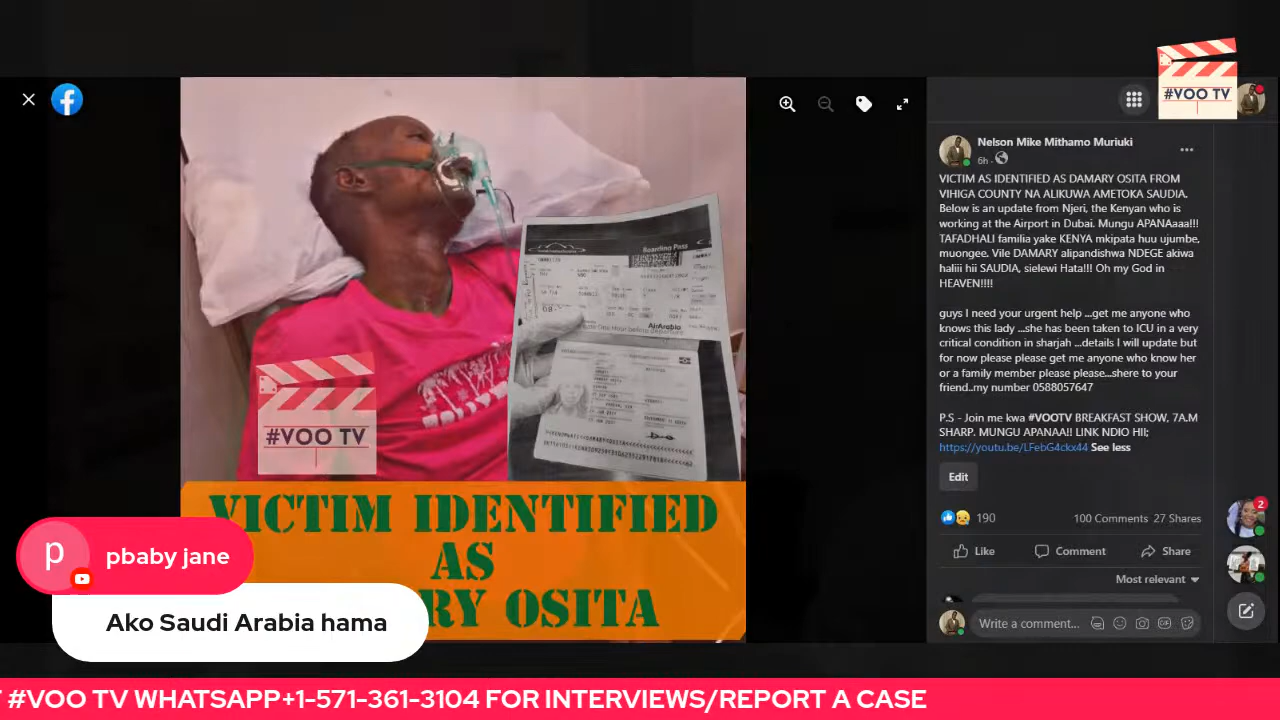 #VOO TV
Nelson Mike Mithamo Muriuki
6h ·
VICTIM AS IDENTIFIED AS DAMARY OSITA FROM
VIHIGA COUNTY NA ALIKUWA AMETOKA SAUDIA.
Below is an update from Njeri, the Kenyan who is
working at the Airport in Dubai. Mungu APANAaaa!!!
TAFADHALI familia yake KENYA mkipata huu ujumbe,
muongee. Vile DAMARY alipandishwa NDEGE akiwa
haliii hii SAUDIA, sielewi Hata!!! Oh my God in
HEAVEN!!!!
guys I need your urgent help ...get me anyone who
knows this lady ...she has been taken to ICU in a very
critical condition in sharjah ...details I will update but
for now please please get me anyone who know her
or a family member please please...shere to your
friend..my number 0588057647
P.S - Join me kwa #VOOTV BREAKFAST SHOW, 7A.M
SHARP. MUNGU APANAA!! LINK NDIO HII;
https://youtu.be/LFebG4ckx44 See less
Edit
190
100 Comments 27 Shares
Like Comment Share
Most relevant
Write a comment...
GIF
2
Boarding Pass
AirArabia
#VOO TV
VICTIM IDENTIFIED
AS
RY OSITA
p
pbaby jane
Ako Saudi Arabia hama
#VOO TV WHATSAPP+1-571-361-3104 FOR INTERVIEWS/REPORT A CASE